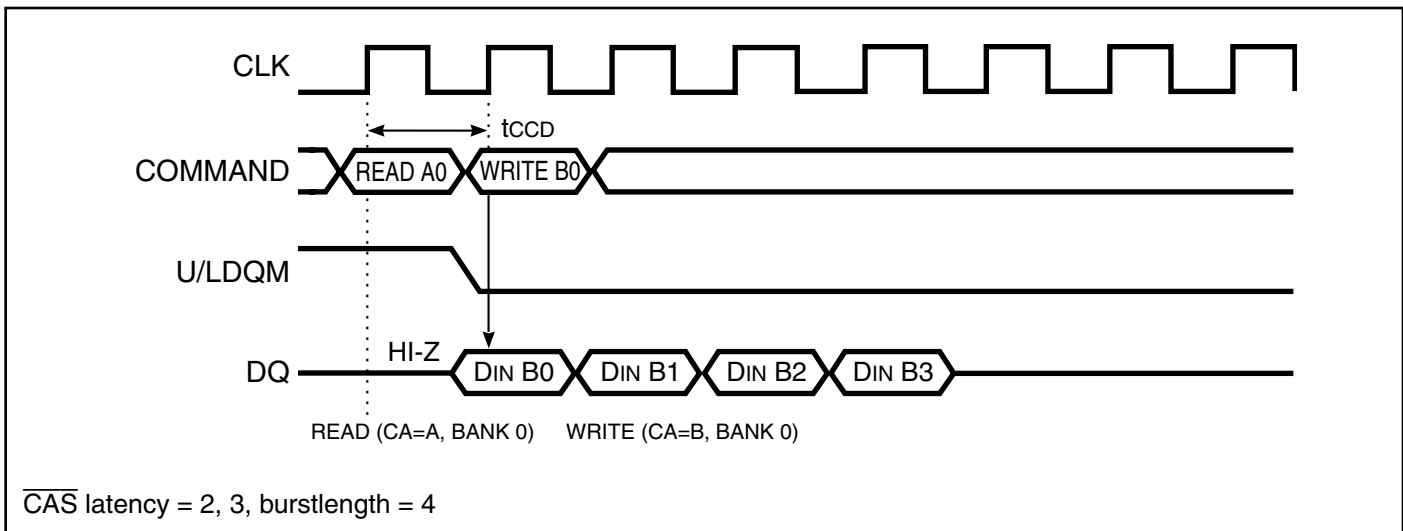 CLK
tCCD
COMMAND READ A0 WRITE B0
U/LDQM
HI-Z
DQ DIN B0 DIN B1 DIN B2 DIN B3
READ (CA=A, BANK 0) WRITE (CA=B, BANK 0)
CAS latency = 2, 3, burstlength = 4